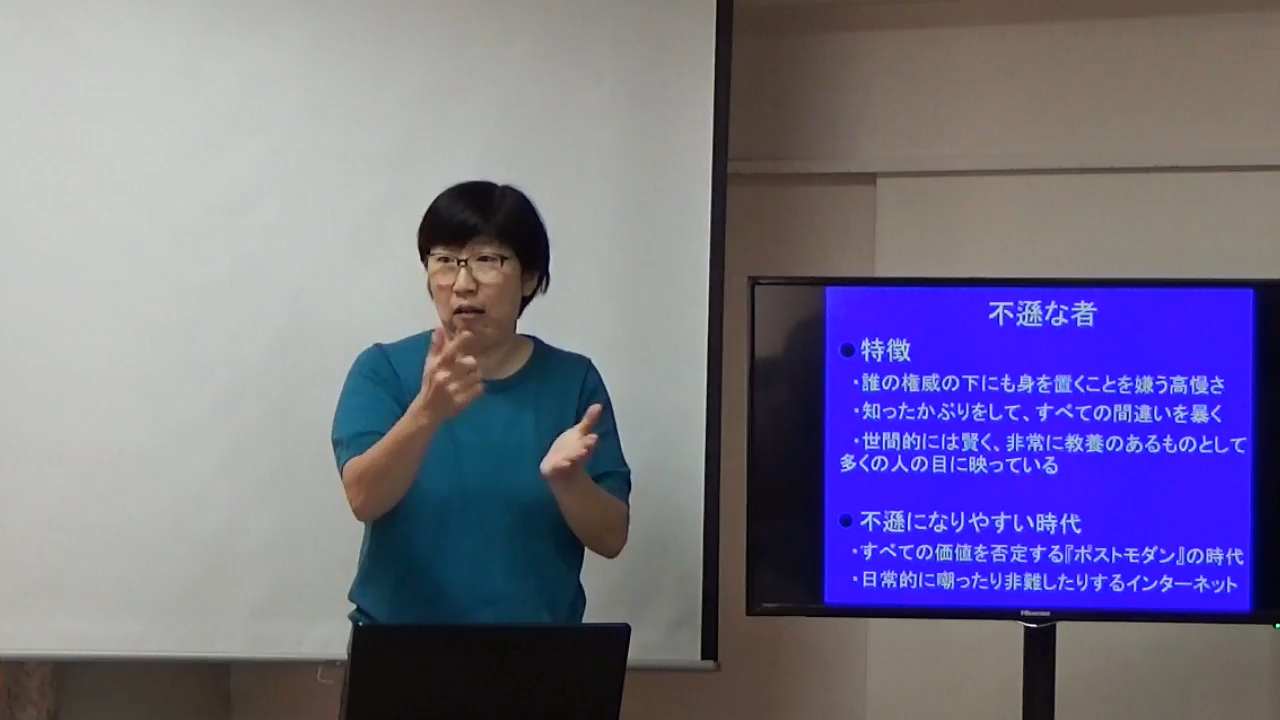 不遜な者
●特徴
・誰の権威の下にも身を置くことを嫌う高慢さ
・知ったかぶりをして、すべての間違いを暴く
・世間的には賢く、非常に教養のあるものとして
多くの人の目に映っている
●不遜になりやすい時代
・すべての価値を否定する『ポストモダン』の時代
・日常的に嘲ったり非難したりするインターネット
Hisense